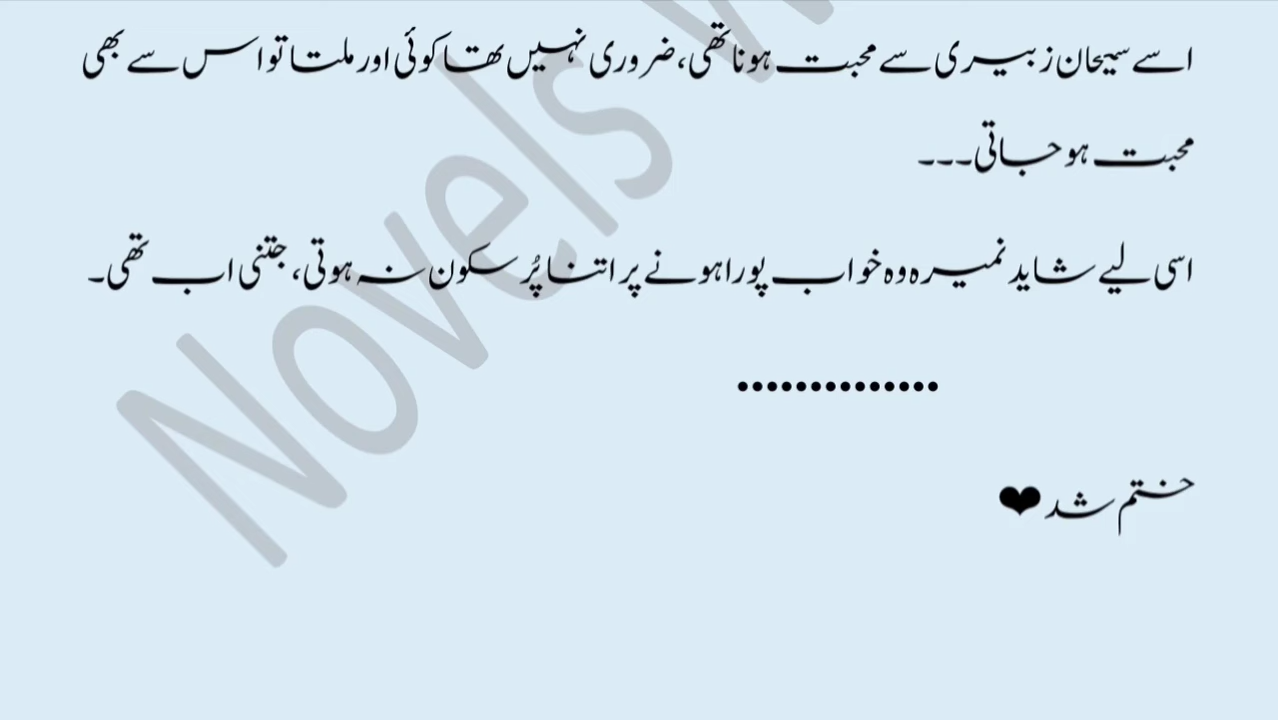 اسے سبحان زبیری سے محبت ہونا تھی، ضروری نہیں تھا کوئی اور ملتا تو اس سے بھی
محبت ہو جاتی۔۔۔
اسی لیے شاید نمیرہ وہ خواب پورا ہونے پر اتنا پُر سکون نہ ہوتی، جتنی اب تھی۔
••••••••••••••
ختم شد ❤
Novels